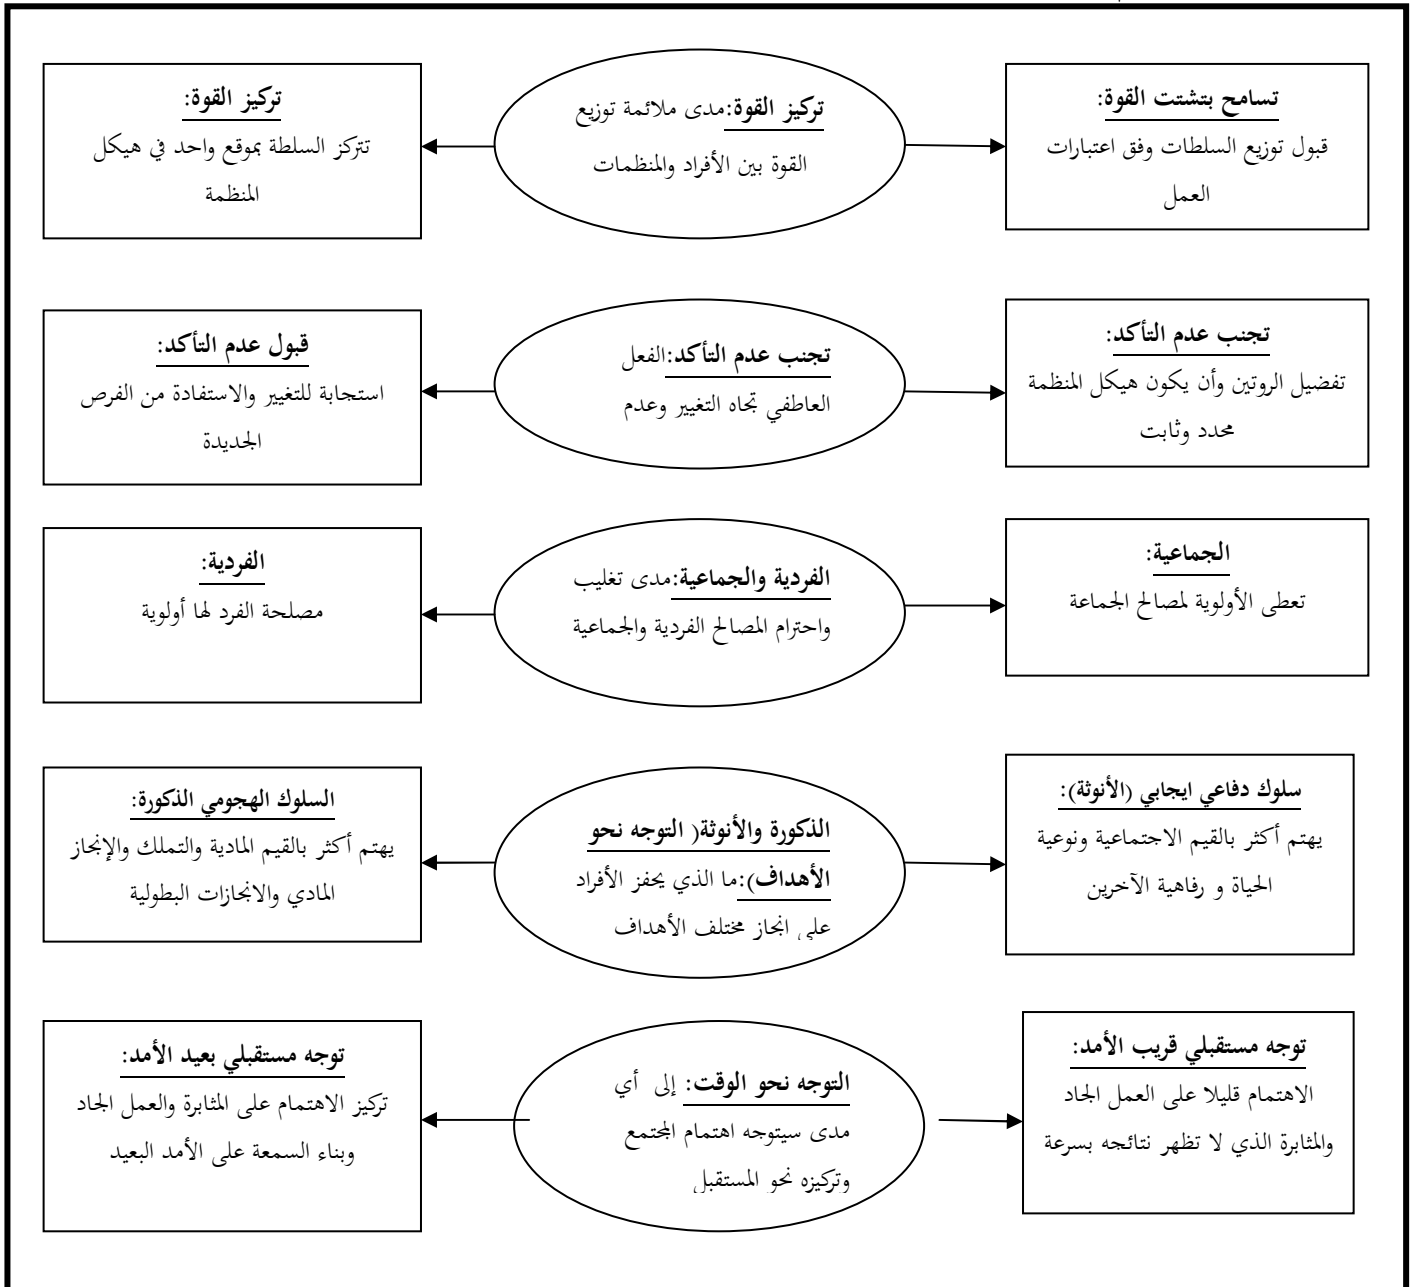 تسامح بتشتت القوة:
قبول توزيع السلطات وفق اعتبارات
العمل
تركيز القوة:مدى ملائمة توزيع
القوة بين الأفراد والمنظمات
تركيز القوة:
تتركز السلطة بموقع واحد في هيكل
المنظمة
تجنب عدم التأكد:
تفضيل الروتين وأن يكون هيكل المنظمة
محدد وثابت
تجنب عدم التأكد:الفعل
العاطفي تجاه التغيير وعدم
قبول عدم التأكد:
استجابة للتغيير والاستفادة من الفرص
الجديدة
الجماعية:
تعطى الأولوية لمصالح الجماعة
الفردية والجماعية:مدى تغليب
واحترام المصالح الفردية والجماعية
الفردية:
مصلحة الفرد لها أولوية
سلوك دفاعي ايجابي (الأنوثة):
يهتم أكثر بالقيم الاجتماعية ونوعية
الحياة و رفاهية الآخرين
الذكورة والأنوثة( التوجه نحو
الأهداف):ما الذي يحفز الأفراد
على انجاز مختلف الأهداف
السلوك الهجومي الذكورة:
يهتم أكثر بالقيم المادية والتملك والإنجاز
المادي والانجازات البطولية
توجه مستقبلي قريب الأمد:
الاهتمام قليلا على العمل الجاد
والمثابرة الذي لا تظهر نتائجه بسرعة
التوجه نحو الوقت: إلى أي
مدى سيتوجه اهتمام المجتمع
وتركيزه نحو المستقبل
توجه مستقبلي بعيد الأمد:
تركيز الاهتمام على المثابرة والعمل الجاد
وبناء السمعة على الأمد البعيد